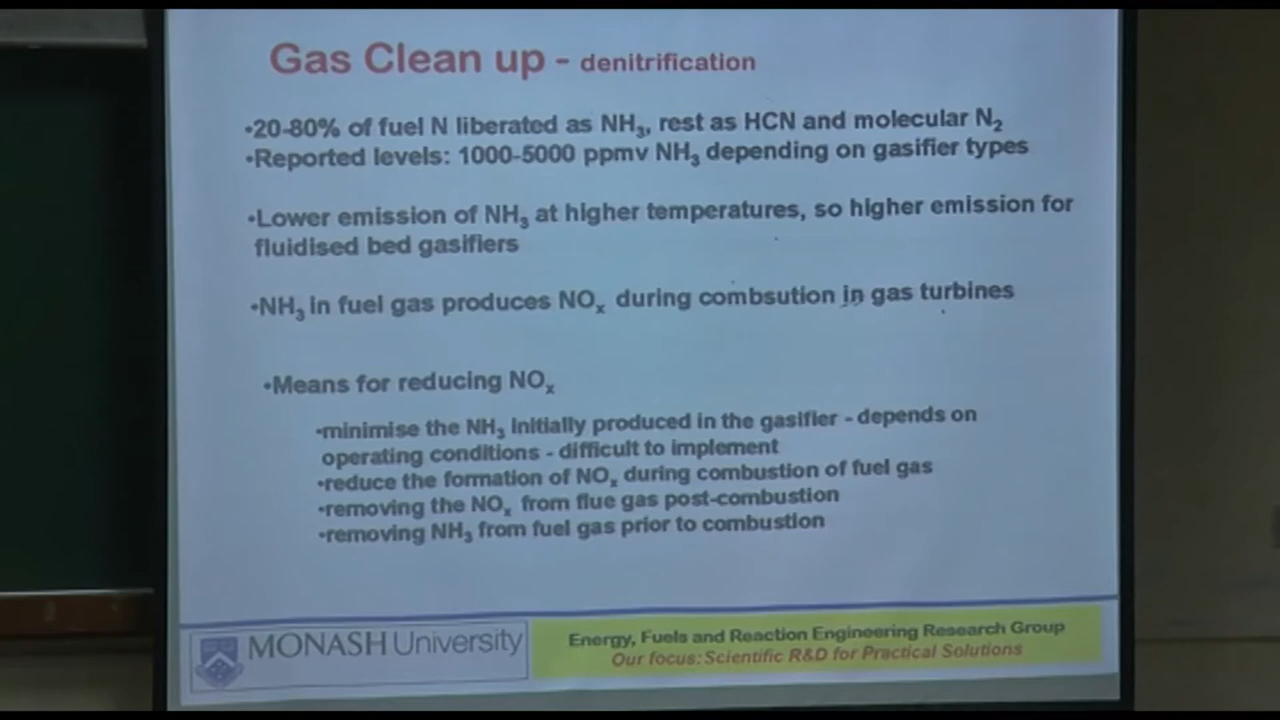 Gas Clean up - denitrification
•20-80% of fuel N liberated as NH₃, rest as HCN and molecular N₂
•Reported levels: 1000-5000 ppmv NH₃ depending on gasifier types
•Lower emission of NH₃ at higher temperatures, so higher emission for
fluidised bed gasifiers
•NH₃ in fuel gas produces NOₓ during combsution in gas turbines
•Means for reducing NOₓ
•minimise the NH₃ initially produced in the gasifier - depends on
operating conditions - difficult to implement
•reduce the formation of NOₓ during combustion of fuel gas
•removing the NOₓ from flue gas post-combustion
•removing NH₃ from fuel gas prior to combustion
MONASH University
Energy, Fuels and Reaction Engineering Research Group
Our focus: Scientific R&D for Practical Solutions